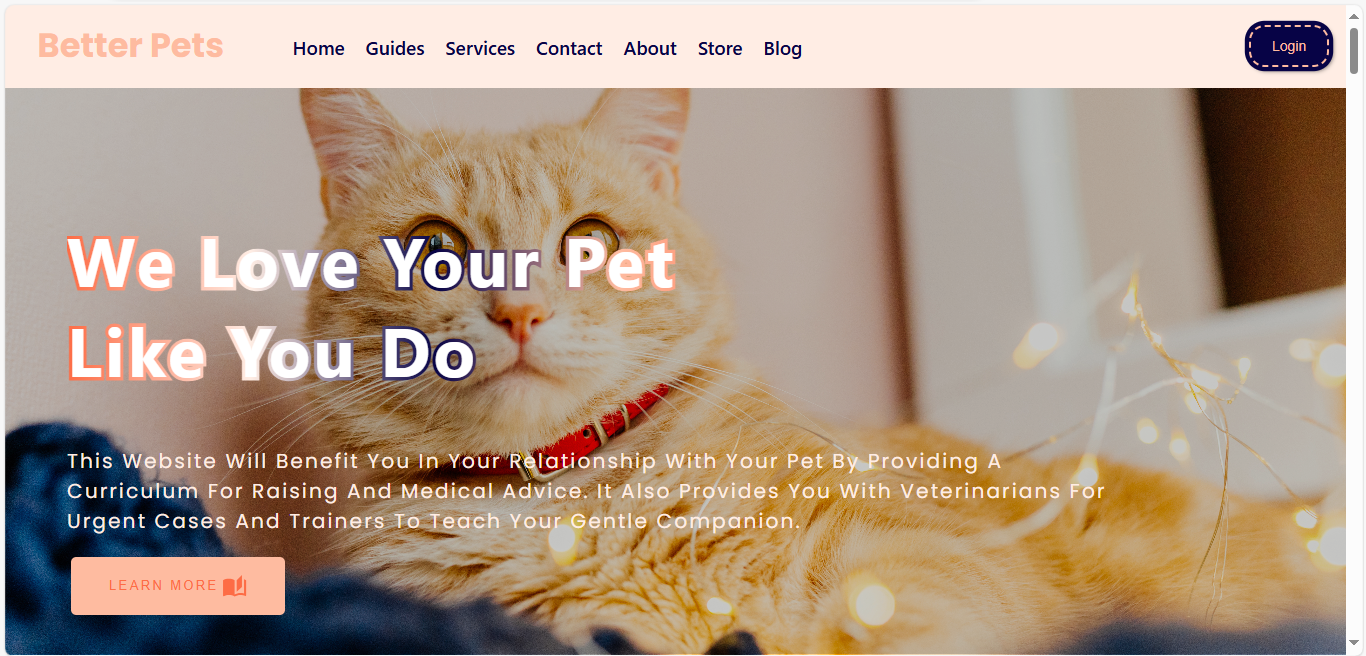 Better Pets
Home Guides Services Contact About Store Blog
Login
We Love Your Pet
Like You Do
This Website Will Benefit You In Your Relationship With Your Pet By Providing A
Curriculum For Raising And Medical Advice. It Also Provides You With Veterinarians For
Urgent Cases And Trainers To Teach Your Gentle Companion.
LEARN MORE